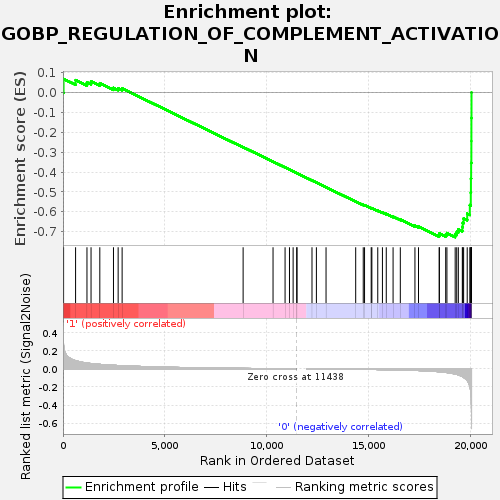 Enrichment plot:
GOBP_REGULATION_OF_COMPLEMENT_ACTIVATIO
N
Enrichment score (ES)
0.1
0.0
-0.1
-0.2
-0.3
-0.4
-0.5
-0.6
-0.7
'1' (positively correlated)
Ranked list metric (Signal2Noise)
0.4
0.2
0.0
-0.2
-0.4
-0.6
Zero cross at 11438
'0' (negatively correlated)
0
5,000
10,000
15,000
20,000
Rank in Ordered Dataset
Enrichment profile
Hits
Ranking metric scores